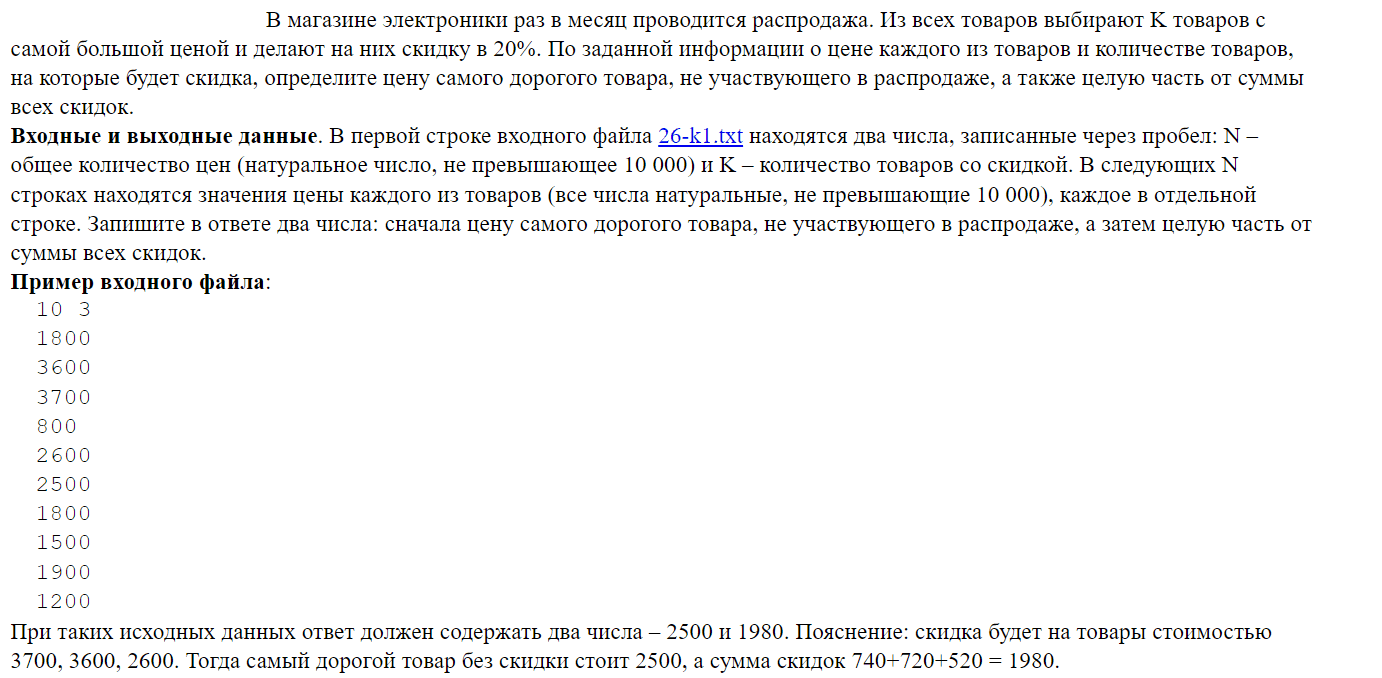 В магазине электроники раз в месяц проводится распродажа. Из всех товаров выбирают K товаров с
самой большой ценой и делают на них скидку в 20%. По заданной информации о цене каждого из товаров и количестве товаров,
на которые будет скидка, определите цену самого дорогого товара, не участвующего в распродаже, а также целую часть от суммы
всех скидок.
Входные и выходные данные. В первой строке входного файла 26-k1.txt находятся два числа, записанные через пробел: N –
общее количество цен (натуральное число, не превышающее 10 000) и K – количество товаров со скидкой. В следующих N
строках находятся значения цены каждого из товаров (все числа натуральные, не превышающие 10 000), каждое в отдельной
строке. Запишите в ответе два числа: сначала цену самого дорогого товара, не участвующего в распродаже, а затем целую часть от
суммы всех скидок.
Пример входного файла:
10 3
1800
3600
3700
800
2600
2500
1800
1500
1900
1200
При таких исходных данных ответ должен содержать два числа – 2500 и 1980. Пояснение: скидка будет на товары стоимостью
3700, 3600, 2600. Тогда самый дорогой товар без скидки стоит 2500, а сумма скидок 740+720+520 = 1980.